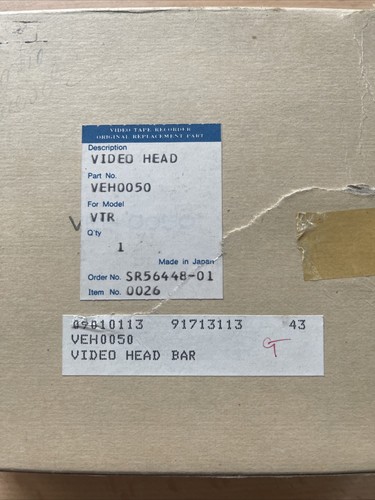 VIDEO TAPE RECORDER
ORIGINAL REPLACEMENT PART
Description
VIDEO HEAD
Part No.
VEH0050
For Model
VTR
Q'ty
1
Made in Japan
Order No. SR56448-01
Item No. 0026
09010113 91713113 43
VEH0050
VIDEO HEAD BAR